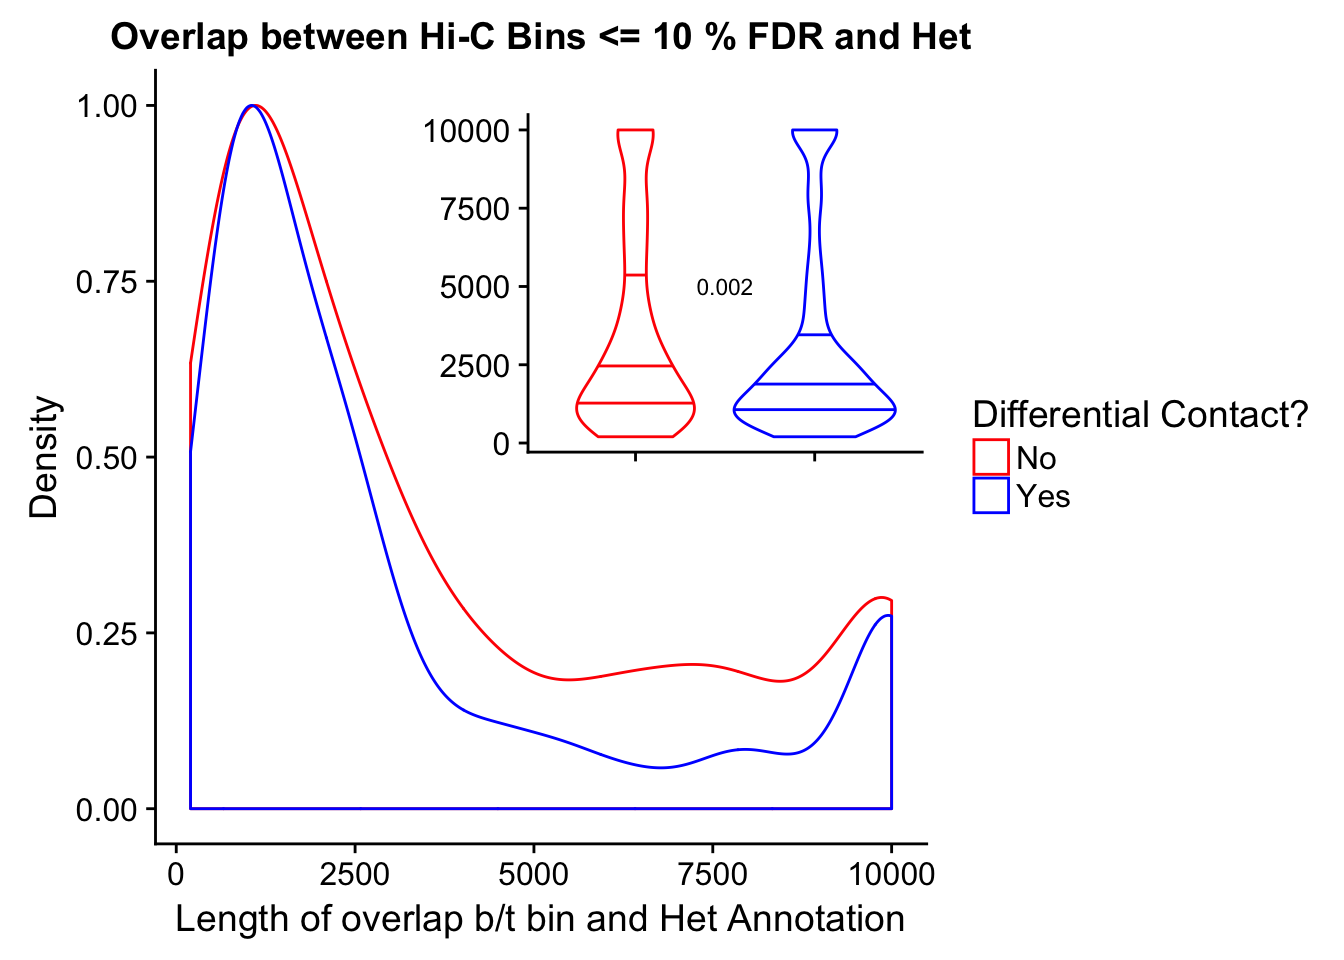 Overlap between Hi-C Bins <= 10 % FDR and Het
1.00
0.75
0.50
0.25
0.00
Density
0 2500 5000 7500 10000
Length of overlap b/t bin and Het Annotation
10000
7500
5000
2500
0
0.002
Differential Contact?
No
Yes